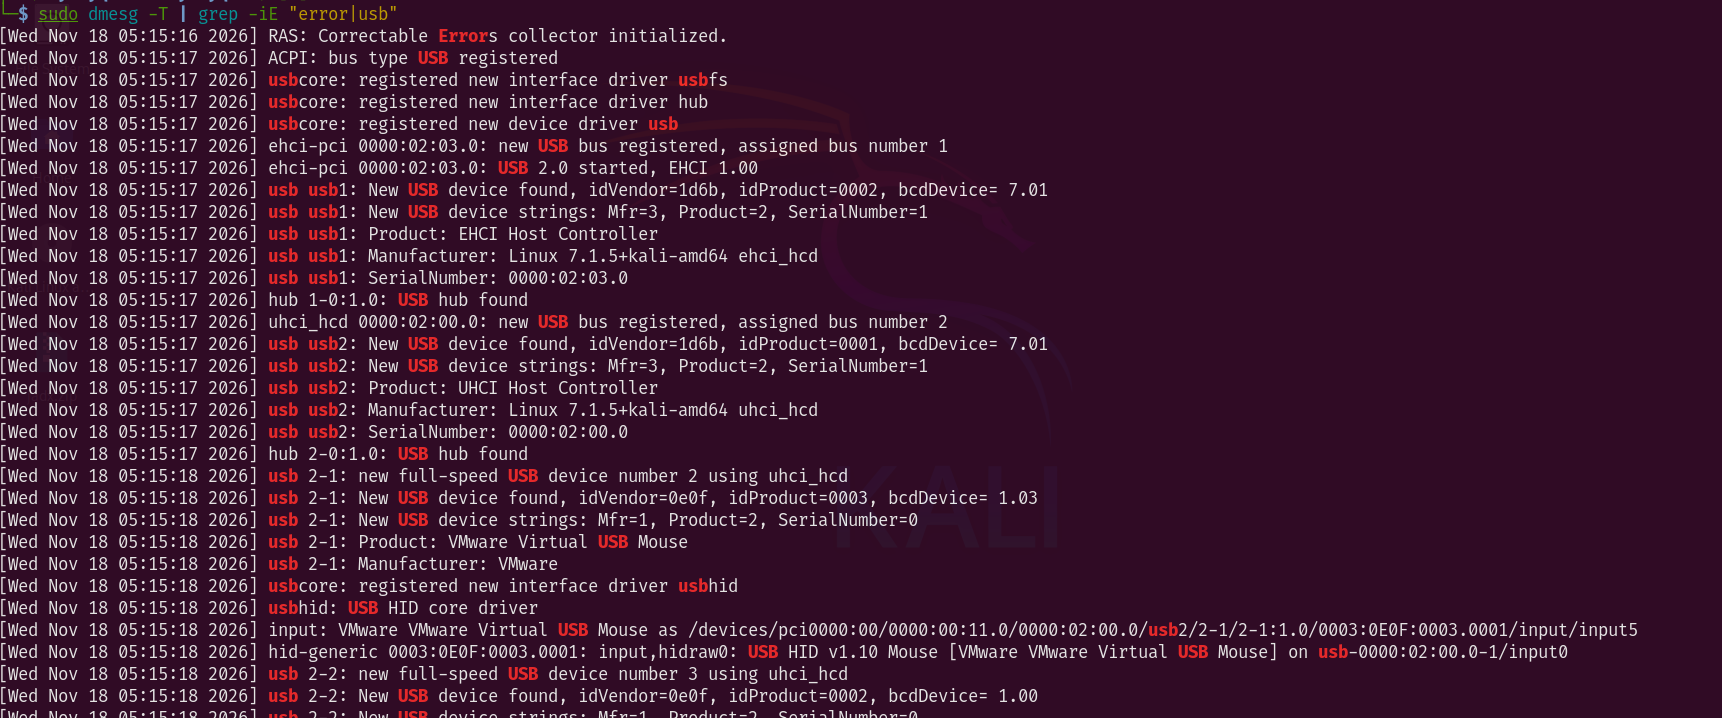 └─$ sudo dmesg -T | grep -iE "error|usb"
[Wed Nov 18 05:15:16 2026] RAS: Correctable Errors collector initialized.
[Wed Nov 18 05:15:17 2026] ACPI: bus type USB registered
[Wed Nov 18 05:15:17 2026] usbcore: registered new interface driver usbfs
[Wed Nov 18 05:15:17 2026] usbcore: registered new interface driver hub
[Wed Nov 18 05:15:17 2026] usbcore: registered new device driver usb
[Wed Nov 18 05:15:17 2026] ehci-pci 0000:02:03.0: new USB bus registered, assigned bus number 1
[Wed Nov 18 05:15:17 2026] ehci-pci 0000:02:03.0: USB 2.0 started, EHCI 1.00
[Wed Nov 18 05:15:17 2026] usb usb1: New USB device found, idVendor=1d6b, idProduct=0002, bcdDevice= 7.01
[Wed Nov 18 05:15:17 2026] usb usb1: New USB device strings: Mfr=3, Product=2, SerialNumber=1
[Wed Nov 18 05:15:17 2026] usb usb1: Product: EHCI Host Controller
[Wed Nov 18 05:15:17 2026] usb usb1: Manufacturer: Linux 7.1.5+kali-amd64 ehci_hcd
[Wed Nov 18 05:15:17 2026] usb usb1: SerialNumber: 0000:02:03.0
[Wed Nov 18 05:15:17 2026] hub 1-0:1.0: USB hub found
[Wed Nov 18 05:15:17 2026] uhci_hcd 0000:02:00.0: new USB bus registered, assigned bus number 2
[Wed Nov 18 05:15:17 2026] usb usb2: New USB device found, idVendor=1d6b, idProduct=0001, bcdDevice= 7.01
[Wed Nov 18 05:15:17 2026] usb usb2: New USB device strings: Mfr=3, Product=2, SerialNumber=1
[Wed Nov 18 05:15:17 2026] usb usb2: Product: UHCI Host Controller
[Wed Nov 18 05:15:17 2026] usb usb2: Manufacturer: Linux 7.1.5+kali-amd64 uhci_hcd
[Wed Nov 18 05:15:17 2026] usb usb2: SerialNumber: 0000:02:00.0
[Wed Nov 18 05:15:17 2026] hub 2-0:1.0: USB hub found
[Wed Nov 18 05:15:18 2026] usb 2-1: new full-speed USB device number 2 using uhci_hcd
[Wed Nov 18 05:15:18 2026] usb 2-1: New USB device found, idVendor=0e0f, idProduct=0003, bcdDevice= 1.03
[Wed Nov 18 05:15:18 2026] usb 2-1: New USB device strings: Mfr=1, Product=2, SerialNumber=0
[Wed Nov 18 05:15:18 2026] usb 2-1: Product: VMware Virtual USB Mouse
[Wed Nov 18 05:15:18 2026] usb 2-1: Manufacturer: VMware
[Wed Nov 18 05:15:18 2026] usbcore: registered new interface driver usbhid
[Wed Nov 18 05:15:18 2026] usbhid: USB HID core driver
[Wed Nov 18 05:15:18 2026] input: VMware VMware Virtual USB Mouse as /devices/pci0000:00/0000:00:11.0/0000:02:00.0/usb2/2-1/2-1:1.0/0003:0E0F:0003.0001/input/input5
[Wed Nov 18 05:15:18 2026] hid-generic 0003:0E0F:0003.0001: input,hidraw0: USB HID v1.10 Mouse [VMware VMware Virtual USB Mouse] on usb-0000:02:00.0-1/input0
[Wed Nov 18 05:15:18 2026] usb 2-2: new full-speed USB device number 3 using uhci_hcd
[Wed Nov 18 05:15:18 2026] usb 2-2: New USB device found, idVendor=0e0f, idProduct=0002, bcdDevice= 1.00
[Wed Nov 18 05:15:18 2026] usb 2-2: New USB device strings: Mfr=1, Product=2, SerialNumber=0
KALI